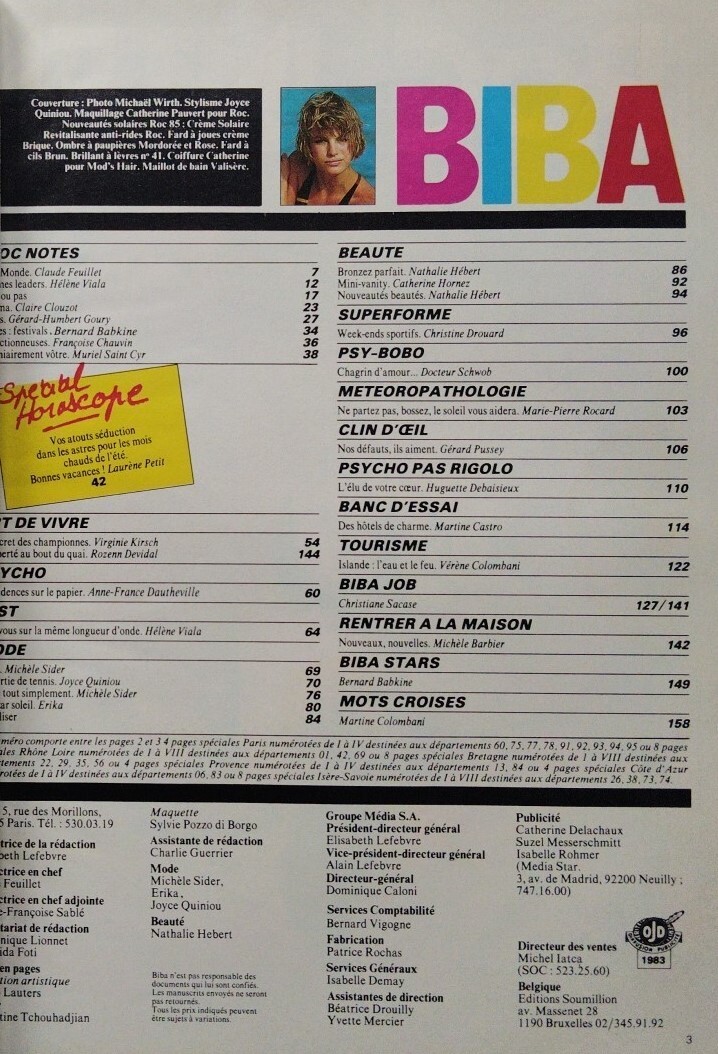 Couverture : Photo Michaël Wirth. Stylisme Joyce
Quiniou. Maquillage Catherine Pauvert pour Roc.
Nouveautés solaires Roc 85 : Crème Solaire
Revitalisante anti-rides Roc. Fard à joues crème
Brique. Ombre à paupières Mordorée et Rose. Fard à
cils Brun. Brillant à lèvres nº 41. Coiffure Catherine
pour Mod's Hair. Maillot de bain Valisère.
BIBA
OC NOTES
Monde. Claude Feuillet 7
nes leaders. Hélène Viala 12
ou pas 17
ma. Claire Clouzot 23
s. Gérard-Humbert Goury 27
es : festivals. Bernard Babkine 34
ctionneuses. Françoise Chauvin 36
niairement vôtre. Muriel Saint Cyr 38
Spécial
Horoscope
Vos atouts séduction
dans les astres pour les mois
chauds de l'été.
Bonnes vacances ! Laurène Petit
42
T DE VIVRE
cret des championnes. Virginie Kirsch 54
erté au bout du quai. Rozenn Devidal 144
YCHO
dences sur le papier. Anne-France Dautheville 60
ST
vous sur la même longueur d'onde. Hélène Viala 64
ODE
. Michèle Sider 69
rtie de tennis. Joyce Quiniou 70
tout simplement. Michèle Sider 76
ar soleil. Erika 80
liser 84
BEAUTE
Bronzez parfait. Nathalie Hébert 86
Mini-vanity. Catherine Hornez 92
Nouveautés beautés. Nathalie Hébert 94
SUPERFORME
Week-ends sportifs. Christine Drouard 96
PSY-BOBO
Chagrin d'amour... Docteur Schwob 100
METEOROPATHOLOGIE
Ne partez pas, bossez, le soleil vous aidera. Marie-Pierre Rocard 103
CLIN D'ŒIL
Nos défauts, ils aiment. Gérard Pussey 106
PSYCHO PAS RIGOLO
L'élu de votre cœur. Huguette Debaisieux 110
BANC D'ESSAI
Des hôtels de charme. Martine Castro 114
TOURISME
Islande : l'eau et le feu. Vérène Colombani 122
BIBA JOB
Christiane Sacase 127/141
RENTRER A LA MAISON
Nouveaux, nouvelles. Michèle Barbier 142
BIBA STARS
Bernard Babkine 149
MOTS CROISES
Martine Colombani 158
uméro comporte entre les pages 2 et 3 4 pages spéciales Paris numérotées de I à IV destinées aux départements 60, 75, 77, 78, 91, 92, 93, 94, 95 ou 8 pages
ales Rhône Loire numérotées de I à VIII destinées aux départements 01, 42, 69 ou 8 pages spéciales Bretagne numérotées de I à VIII destinées aux
rtements 22, 29, 35, 56 ou 4 pages spéciales Provence numérotées de I à IV destinées aux départements 13, 84 ou 4 pages spéciales Côte d'Azur
rotées de I à IV destinées aux départements 06, 83 ou 8 pages spéciales Isère-Savoie numérotées de I à VIII destinées aux départements 26, 38, 73, 74.
5, rue des Morillons,
5 Paris. Tél. : 530.03.19
trice de la rédaction
beth Lefebvre
ctrice en chef
Feuillet
ctrice en chef adjointe
e-Françoise Sablé
tariat de rédaction
nique Lionnet
ida Foti
en pages
tion artistique
Lauters
tine Tchouhadjian
Maquette
Sylvie Pozzo di Borgo
Assistante de rédaction
Charlie Guerrier
Mode
Michèle Sider,
Erika,
Joyce Quiniou
Beauté
Nathalie Hebert
Biba n'est pas responsable des
documents qui lui sont confiés.
Les manuscrits envoyés ne seront
pas retournés.
Tous les prix indiqués peuvent
être sujets à variations.
Groupe Média S.A.
Président-directeur général
Elisabeth Lefebvre
Vice-président-directeur général
Alain Lefebvre
Directeur-général
Dominique Caloni
Services Comptabilité
Bernard Vigogne
Fabrication
Patrice Rochas
Services Généraux
Isabelle Demay
Assistantes de direction
Béatrice Drouilly
Yvette Mercier
Publicité
Catherine Delachaux
Suzel Messerschmitt
Isabelle Rohmer
(Media Star.
3, av. de Madrid, 92200 Neuilly ;
747.16.00)
Directeur des ventes
Michel Iatca
(SOC : 523.25.60)
Belgique
Editions Soumillion
av. Massenet 28
1190 Bruxelles 02/345.91.92
OJD
DIFFUSION PUBLICITÉ
1983
3